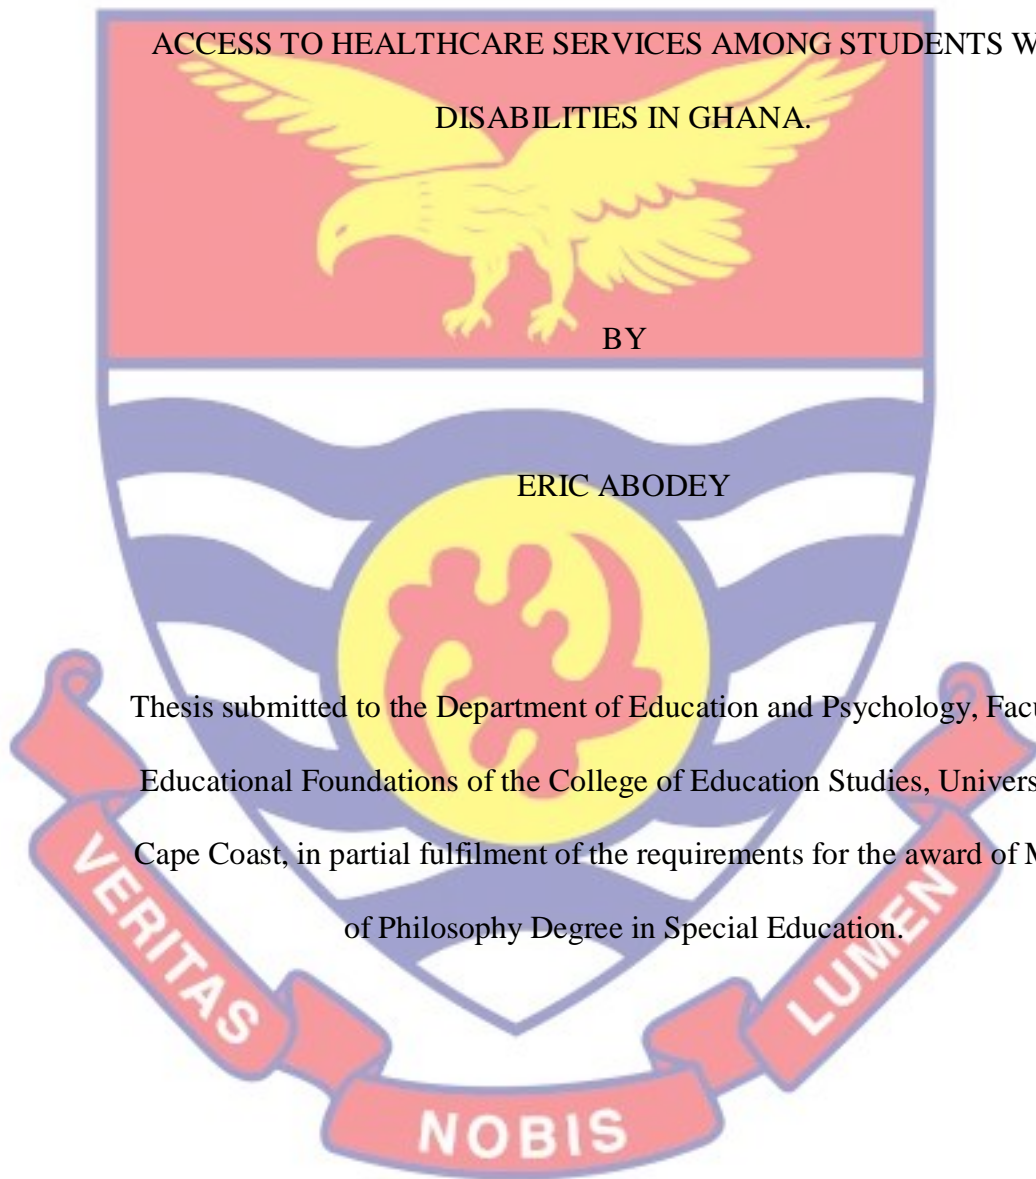 ACCESS TO HEALTHCARE SERVICES AMONG STUDENTS W
DISABILITIES IN GHANA.
BY
ERIC ABODEY
Thesis submitted to the Department of Education and Psychology, Facu
Educational Foundations of the College of Education Studies, Univers
Cape Coast, in partial fulfilment of the requirements for the award of M
of Philosophy Degree in Special Education.
VERITAS
NOBIS
LUMEN